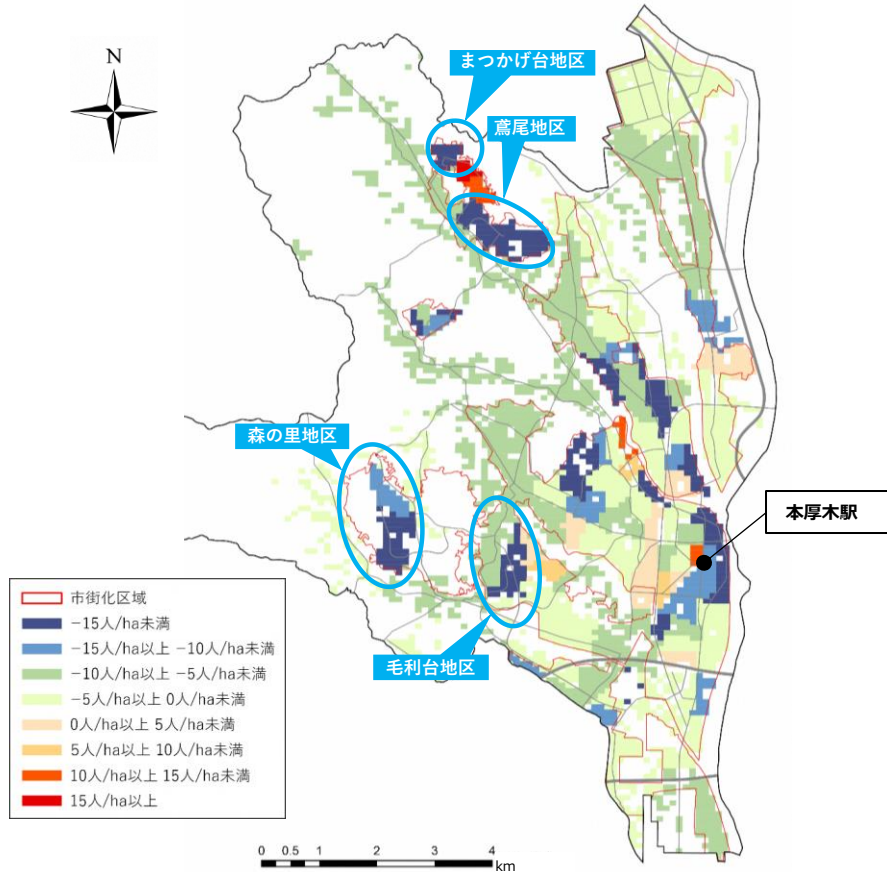 N
まつかげ台地区
鳶尾地区
森の里地区
本厚木駅
毛利台地区
市街化区域
−15人/ha未満
−15人/ha以上 −10人/ha未満
−10人/ha以上 −5人/ha未満
−5人/ha以上 0人/ha未満
0人/ha以上 5人/ha未満
5人/ha以上 10人/ha未満
10人/ha以上 15人/ha未満
15人/ha以上
0 0.5 1 2 3 4
km